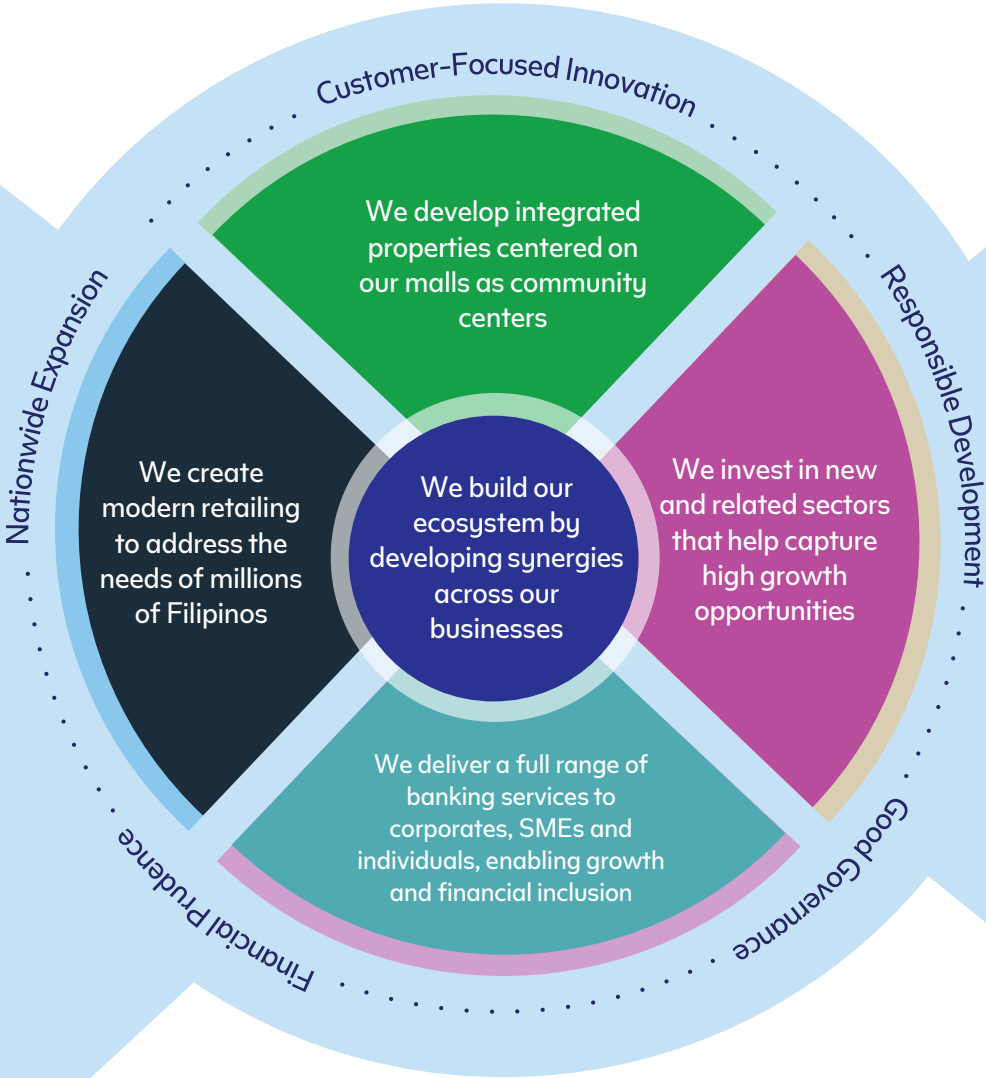 Customer-Focused Innovation
We develop integrated
properties centered on
our malls as community
centers
Responsible Development
Nationwide Expansion
We create
modern retailing
to address the
needs of millions
of Filipinos
We build our
ecosystem by
developing synergies
across our
businesses
We invest in new
and related sectors
that help capture
high growth
opportunities
We deliver a full range of
banking services to
corporates, SMEs and
individuals, enabling growth
and financial inclusion
Good Governance
Financial Prudence